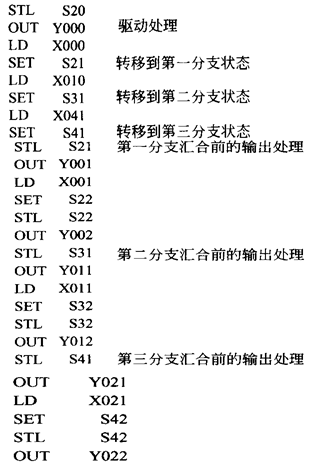 STL S20
OUT Y000 驱动处理
LD X000
SET S21 转移到第一分支状态
LD X010
SET S31 转移到第二分支状态
LD X041
SET S41 转移到第三分支状态
STL S21 第一分支汇合前的输出处理
OUT Y001
LD X001
SET S22
STL S22
OUT Y002
STL S31 第二分支汇合前的输出处理
OUT Y011
LD X011
SET S32
STL S32
OUT Y012
STL S41 第三分支汇合前的输出处理
OUT Y021
LD X021
SET S42
STL S42
OUT Y022